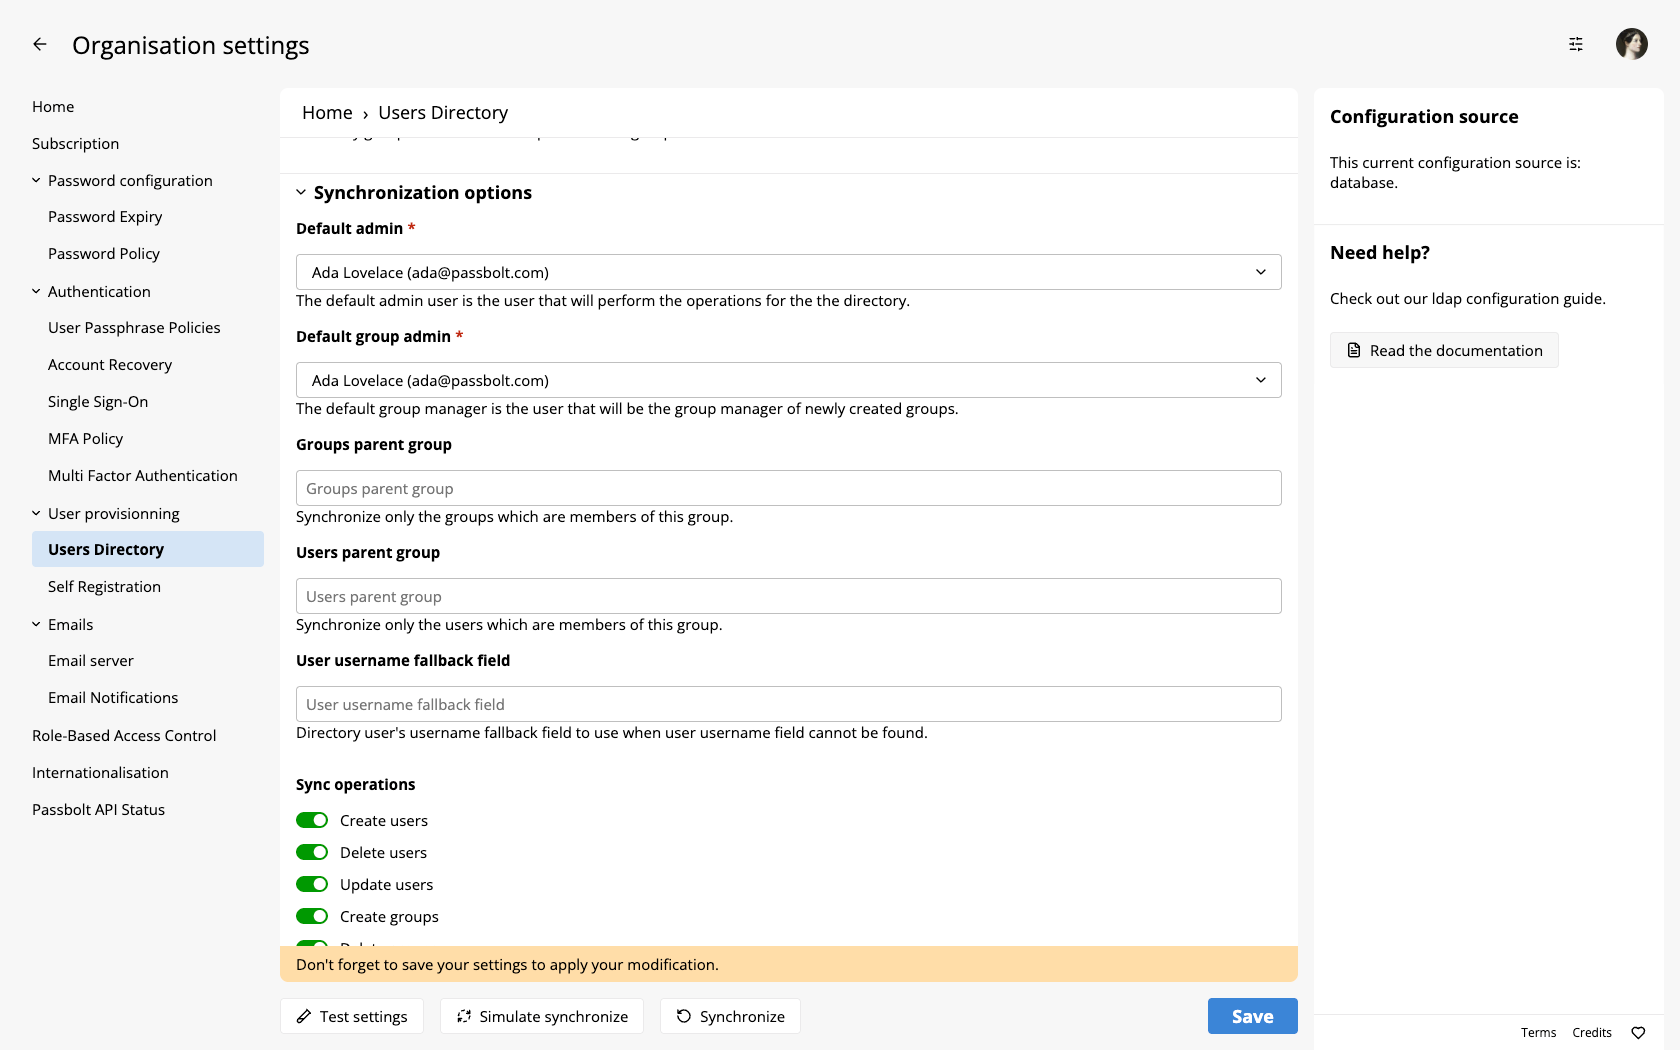 Organisation settings
Home
Subscription
Password configuration
Password Expiry
Password Policy
Authentication
User Passphrase Policies
Account Recovery
Single Sign-On
MFA Policy
Multi Factor Authentication
User provisionning
Users Directory
Self Registration
Emails
Email server
Email Notifications
Role-Based Access Control
Internationalisation
Passbolt API Status
Home › Users Directory
Synchronization options
Default admin *
Ada Lovelace (ada@passbolt.com)
The default admin user is the user that will perform the operations for the the directory.
Default group admin *
Ada Lovelace (ada@passbolt.com)
The default group manager is the user that will be the group manager of newly created groups.
Groups parent group
Groups parent group
Synchronize only the groups which are members of this group.
Users parent group
Users parent group
Synchronize only the users which are members of this group.
User username fallback field
User username fallback field
Directory user's username fallback field to use when user username field cannot be found.
Sync operations
Create users
Delete users
Update users
Create groups
Don't forget to save your settings to apply your modification.
Test settings
Simulate synchronize
Synchronize
Save
Configuration source
This current configuration source is:
database.
Need help?
Check out our ldap configuration guide.
Read the documentation
Terms
Credits